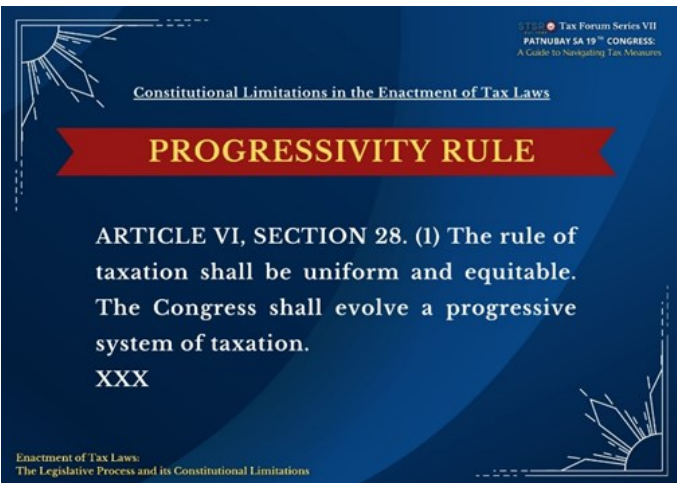 STSRO Tax Forum Series VII
PATNUBAY SA 19TH CONGRESS:
A Guide to Navigating Tax Measures
Constitutional Limitations in the Enactment of Tax Laws
PROGRESSIVITY RULE
ARTICLE VI, SECTION 28. (1) The rule of
taxation shall be uniform and equitable.
The Congress shall evolve a progressive
system of taxation.
XXX
Enactment of Tax Laws:
The Legislative Process and its Constitutional Limitations